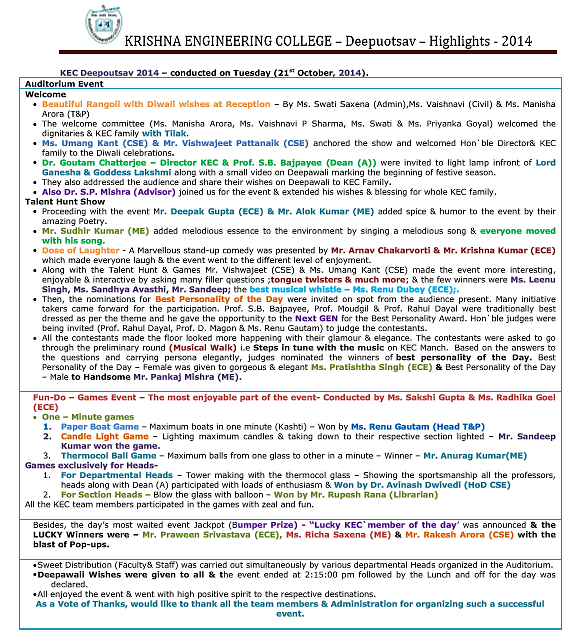 KRISHNA ENGINEERING COLLEGE – Deepuotsav – Highlights - 2014
KEC Deepoutsav 2014 – conducted on Tuesday (21st October, 2014).
Auditorium Event
Welcome
• Beautiful Rangoli with Diwali wishes at Reception – By Ms. Swati Saxena (Admin),Ms. Vaishnavi (Civil) & Ms. Manisha
Arora (T&P)
• The welcome committee (Ms. Manisha Arora, Ms. Vaishnavi P Sharma, Ms. Swati & Ms. Priyanka Goyal) welcomed the
dignitaries & KEC family with Tilak.
• Ms. Umang Kant (CSE) & Mr. Vishwajeet Pattanaik (CSE) anchored the show and welcomed Hon`ble Director& KEC
family to the Diwali celebrations.
• Dr. Goutam Chatterjee – Director KEC & Prof. S.B. Bajpayee (Dean (A)) were invited to light lamp infront of Lord
Ganesha & Goddess Lakshmi along with a small video on Deepawali marking the beginning of festive season.
• They also addressed the audience and share their wishes on Deepawali to KEC Family.
• Also Dr. S.P. Mishra (Advisor) joined us for the event & extended his wishes & blessing for whole KEC family.
Talent Hunt Show
• Proceeding with the event Mr. Deepak Gupta (ECE) & Mr. Alok Kumar (ME) added spice & humor to the event by their
amazing Poetry.
• Mr. Sudhir Kumar (ME) added melodious essence to the environment by singing a melodious song & everyone moved
with his song.
• Dose of Laughter - A Marvellous stand-up comedy was presented by Mr. Arnav Chakarvorti & Mr. Krishna Kumar (ECE)
which made everyone laugh & the event went to the different level of enjoyment.
• Along with the Talent Hunt & Games Mr. Vishwajeet (CSE) & Ms. Umang Kant (CSE) made the event more interesting,
enjoyable & interactive by asking many filler questions ;tongue twisters & much more; & the few winners were Ms. Leenu
Singh, Ms. Sandhya Avasthi, Mr. Sandeep; the best musical whistle – Ms. Renu Dubey (ECE);.
• Then, the nominations for Best Personality of the Day were invited on spot from the audience present. Many initiative
takers came forward for the participation. Prof. S.B. Bajpayee, Prof. Moudgil & Prof. Rahul Dayal were traditionally best
dressed as per the theme and he gave the opportunity to the Next GEN for the Best Personality Award. Hon`ble judges were
being invited (Prof. Rahul Dayal, Prof. D. Magon & Ms. Renu Gautam) to judge the contestants.
• All the contestants made the floor looked more happening with their glamour & elegance. The contestants were asked to go
through the preliminary round (Musical Walk) i.e Steps in tune with the music on KEC Manch. Based on the answers to
the questions and carrying persona elegantly, judges nominated the winners of best personality of the Day. Best
Personality of the Day – Female was given to gorgeous & elegant Ms. Pratishtha Singh (ECE) & Best Personality of the Day
– Male to Handsome Mr. Pankaj Mishra (ME).
Fun-Do – Games Event – The most enjoyable part of the event- Conducted by Ms. Sakshi Gupta & Ms. Radhika Goel
(ECE)
• One – Minute games
1. Paper Boat Game – Maximum boats in one minute (Kashti) – Won by Ms. Renu Gautam (Head T&P)
2. Candle Light Game – Lighting maximum candles & taking down to their respective section lighted – Mr. Sandeep
Kumar won the game.
3. Thermocol Ball Game – Maximum balls from one glass to other in a minute – Winner – Mr. Anurag Kumar(ME)
Games exclusively for Heads-
1. For Departmental Heads – Tower making with the thermocol glass – Showing the sportsmanship all the professors,
heads along with Dean (A) participated with loads of enthusiasm & Won by Dr. Avinash Dwivedi (HoD CSE)
2. For Section Heads – Blow the glass with balloon – Won by Mr. Rupesh Rana (Librarian)
All the KEC team members participated in the games with zeal and fun.
Besides, the day's most waited event Jackpot (Bumper Prize) - "Lucky KEC`member of the day' was announced & the
LUCKY Winners were – Mr. Praween Srivastava (ECE), Ms. Richa Saxena (ME) & Mr. Rakesh Arora (CSE) with the
blast of Pop-ups.
•Sweet Distribution (Faculty& Staff) was carried out simultaneously by various departmental Heads organized in the Auditorium.
•Deepawali Wishes were given to all & the event ended at 2:15:00 pm followed by the Lunch and off for the day was
declared.
•All enjoyed the event & went with high positive spirit to the respective destinations.
As a Vote of Thanks, would like to thank all the team members & Administration for organizing such a successful
event.